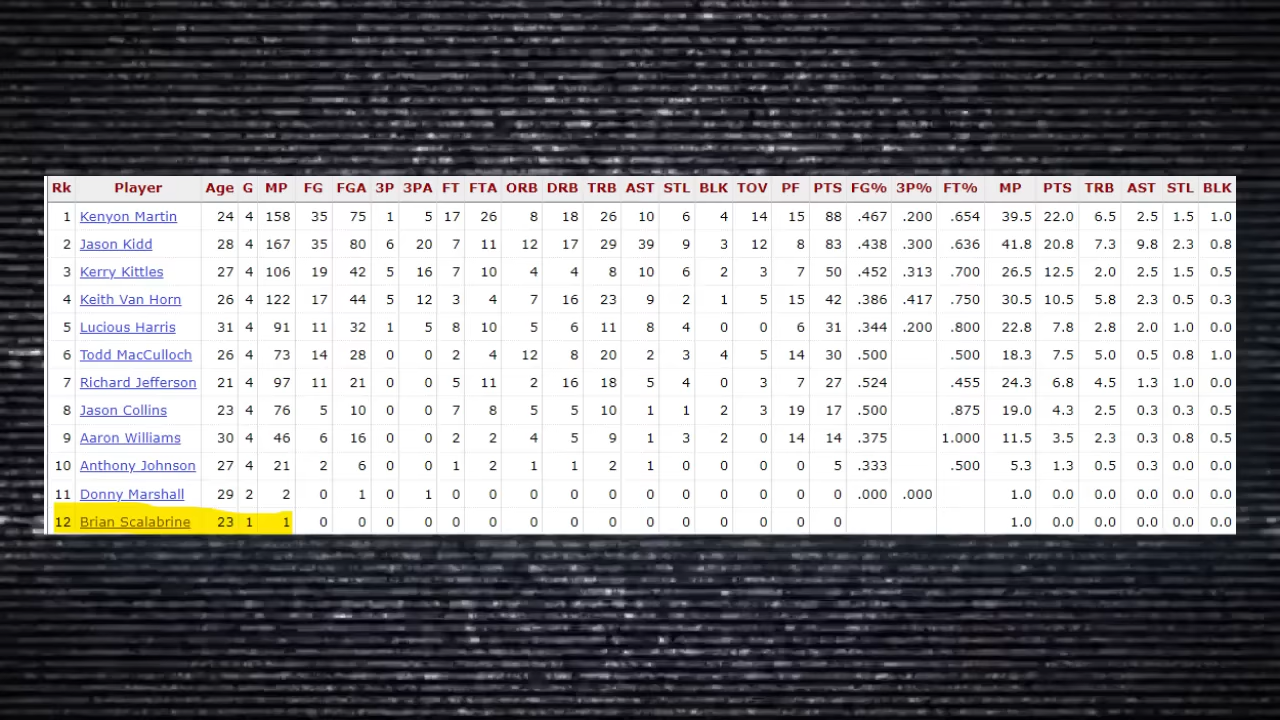 Rk Player Age G MP FG FGA 3P 3PA FT FTA ORB DRB TRB AST STL BLK TOV PF PTS FG% 3P% FT% MP PTS TRB AST STL BLK
1 Kenyon Martin 24 4 158 35 75 1 5 17 26 8 18 26 10 6 4 14 15 88 .467 .200 .654 39.5 22.0 6.5 2.5 1.5 1.0
2 Jason Kidd 28 4 167 35 80 6 20 7 11 12 17 29 39 9 3 12 8 83 .438 .300 .636 41.8 20.8 7.3 9.8 2.3 0.8
3 Kerry Kittles 27 4 106 19 42 5 16 7 10 4 4 8 10 6 2 3 7 50 .452 .313 .700 26.5 12.5 2.0 2.5 1.5 0.5
4 Keith Van Horn 26 4 122 17 44 5 12 3 4 7 16 23 9 2 1 5 15 42 .386 .417 .750 30.5 10.5 5.8 2.3 0.5 0.3
5 Lucious Harris 31 4 91 11 32 1 5 8 10 5 6 11 8 4 0 0 6 31 .344 .200 .800 22.8 7.8 2.8 2.0 1.0 0.0
6 Todd MacCulloch 26 4 73 14 28 0 0 2 4 12 8 20 2 3 4 5 14 30 .500 .500 18.3 7.5 5.0 0.5 0.8 1.0
7 Richard Jefferson 21 4 97 11 21 0 0 5 11 2 16 18 5 4 0 3 7 27 .524 .455 24.3 6.8 4.5 1.3 1.0 0.0
8 Jason Collins 23 4 76 5 10 0 0 7 8 5 5 10 1 1 2 3 19 17 .500 .875 19.0 4.3 2.5 0.3 0.3 0.5
9 Aaron Williams 30 4 46 6 16 0 0 2 2 4 5 9 1 3 2 0 14 14 .375 1.000 11.5 3.5 2.3 0.3 0.8 0.5
10 Anthony Johnson 27 4 21 2 6 0 0 1 2 1 1 2 1 0 0 0 0 5 .333 .500 5.3 1.3 0.5 0.3 0.0 0.0
11 Donny Marshall 29 2 2 0 1 0 1 0 0 0 0 0 0 0 0 0 0 0 .000 .000 1.0 0.0 0.0 0.0 0.0 0.0
12 Brian Scalabrine 23 1 1 0 0 0 0 0 0 0 0 0 0 0 0 0 0 0 1.0 0.0 0.0 0.0 0.0 0.0